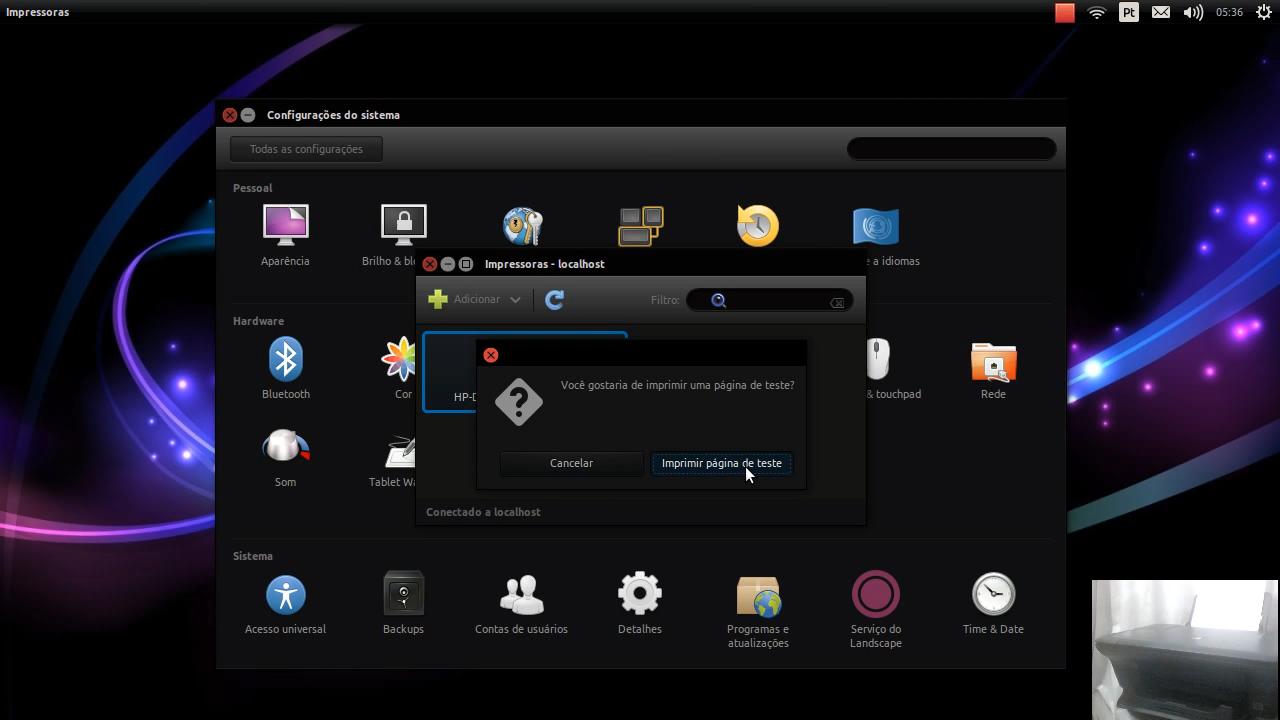 Impressoras
Pt
05:36
Configurações do sistema
Todas as configurações
Pessoal
Aparência
Brilho &
e a idiomas
Impressoras - localhost
Adicionar
Filtro:
Hardware
Bluetooth
Cor
HP-
Você gostaria de imprimir uma página de teste?
Cancelar
Imprimir página de teste
& touchpad
Rede
Som
Tablet
Conectado a localhost
Sistema
Acesso universal
Backups
Contas de usuários
Detalhes
Programas e
atualizações
Serviço do
Landscape
Time & Date